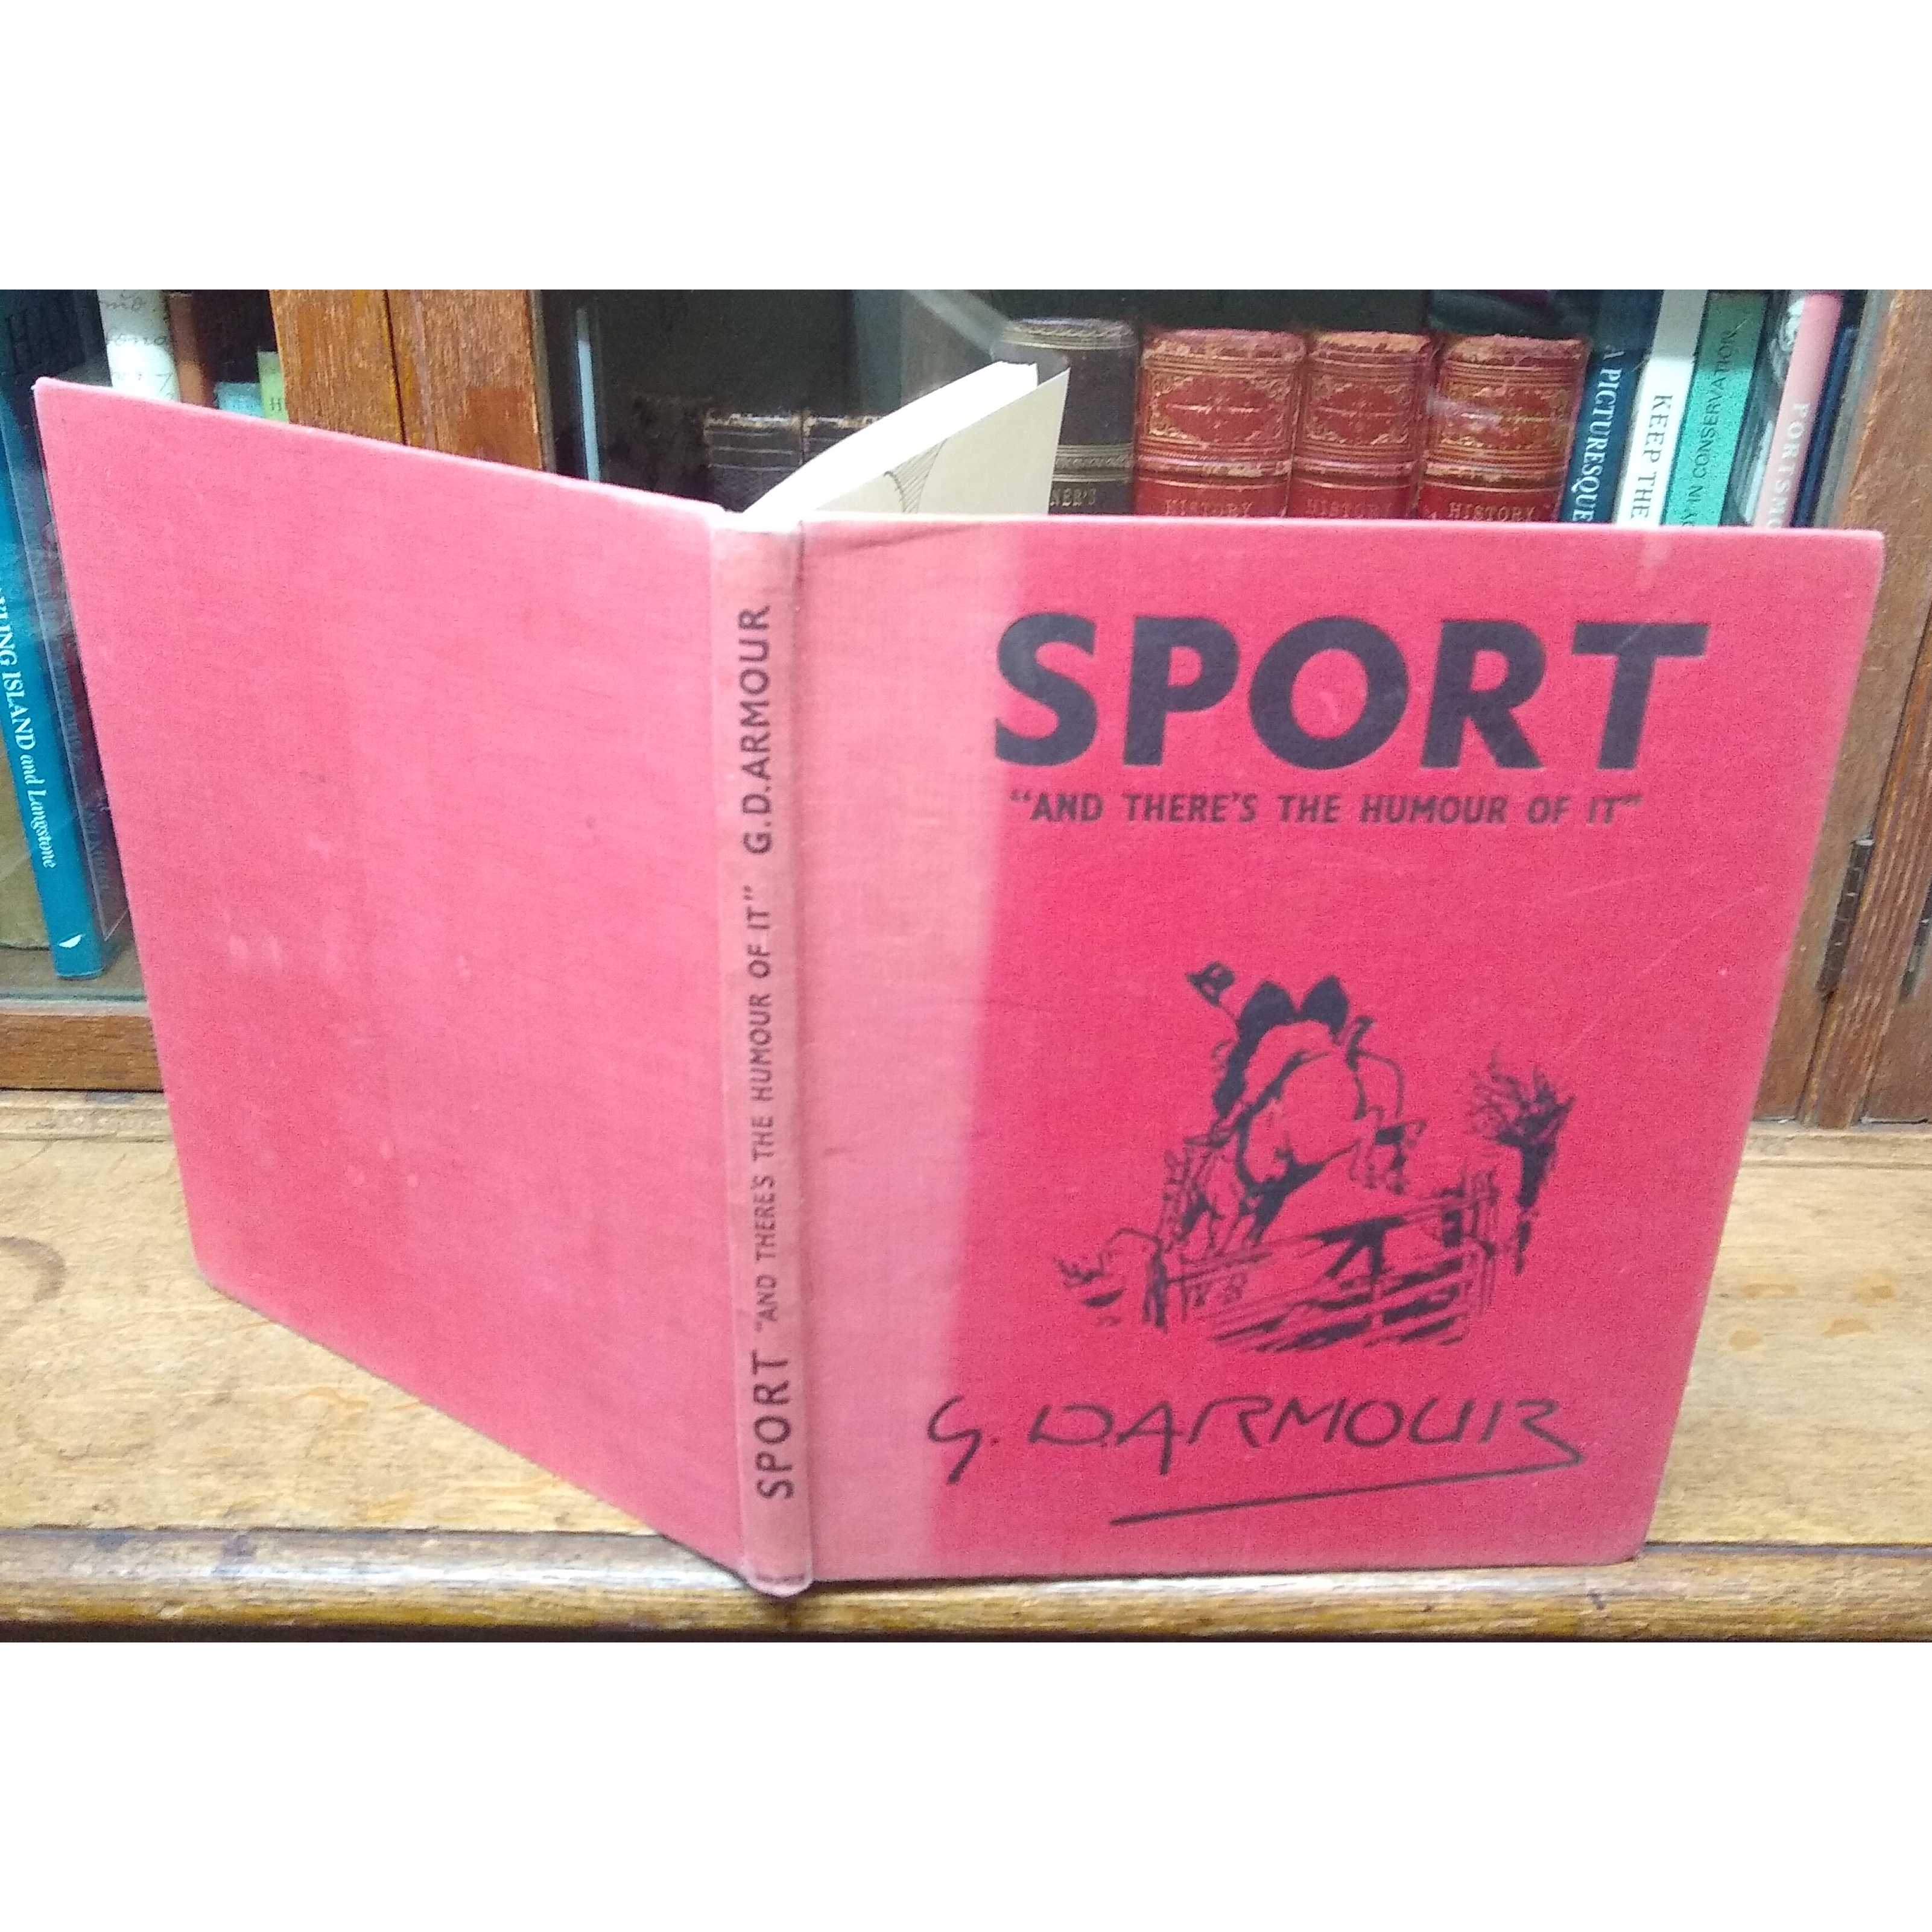 SPORT
"AND THERE'S THE HUMOUR OF IT"
G. D. ARMOUR
SPORT "AND THERE'S THE HUMOUR OF IT" G.D.ARMOUR
HISTORY
HISTORY
HISTORY
A PICTURESQUE
KEEP THE
IN CONSERVATION
ISLAND and Langstone